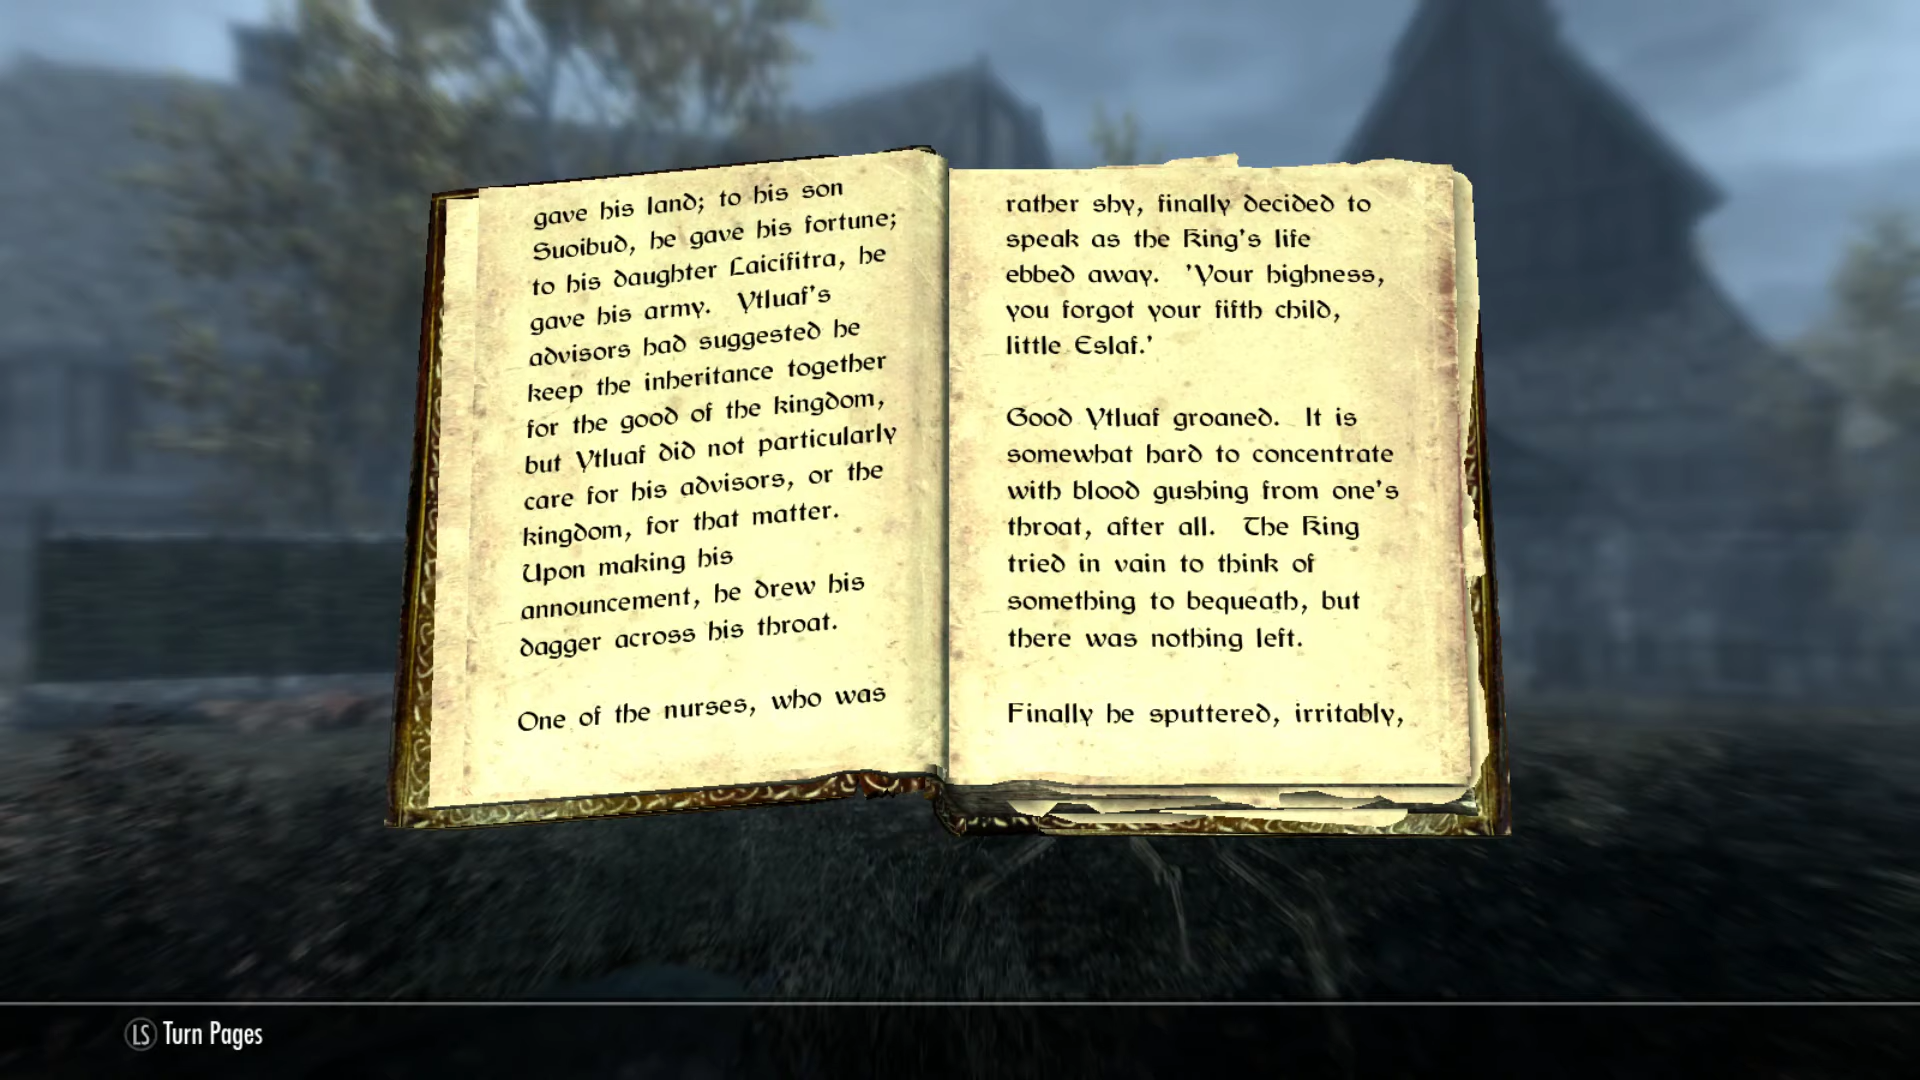 gave his land; to his son
Suoibud, he gave his fortune;
to his daughter Laicifitra, he
gave his army.  Ytluaf's
advisors had suggested he
keep the inheritance together
for the good of the kingdom,
but Ytluaf did not particularly
care for his advisors, or the
kingdom, for that matter.
Upon making his
announcement, he drew his
dagger across his throat.

One of the nurses, who was
rather shy, finally decided to
speak as the King's life
ebbed away.  'Your highness,
you forgot your fifth child,
little Eslaf.'

Good Ytluaf groaned.  It is
somewhat hard to concentrate
with blood gushing from one's
throat, after all.  The King
tried in vain to think of
something to bequeath, but
there was nothing left.

Finally he sputtered, irritably,
LS Turn Pages